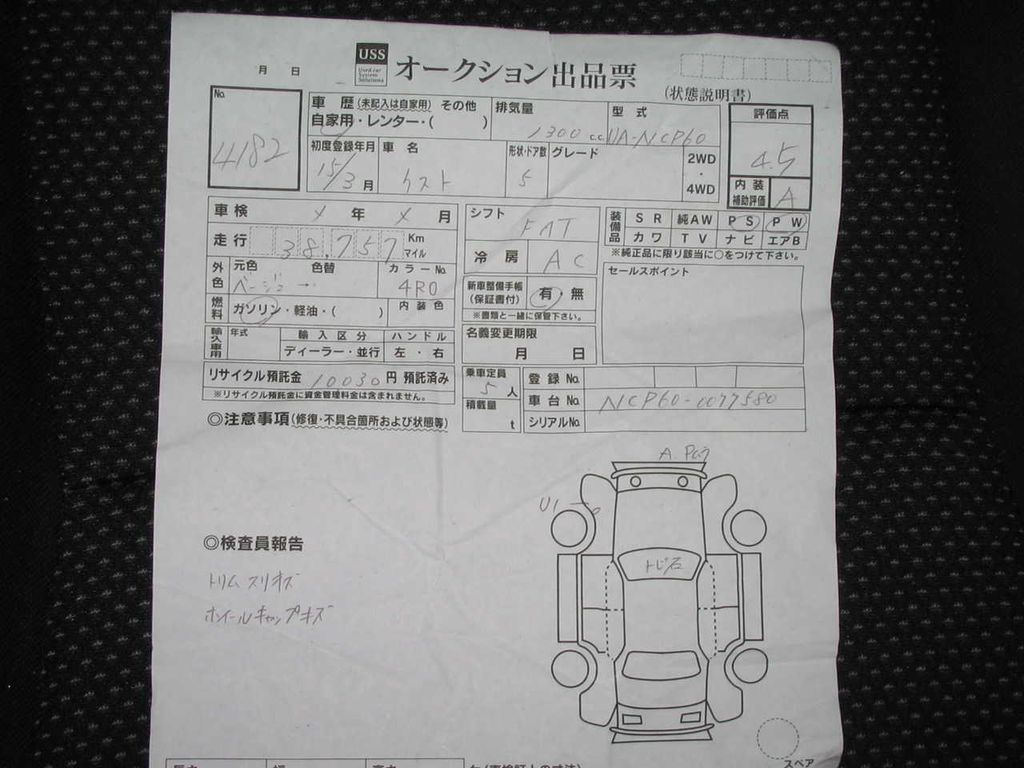 月 日
USS
Used car System Solutions
オークション出品票
(状態説明書)
No.
4182
車歴(未記入は自家用) その他
自家用・レンター・( )
排気量
1300 cc
型式
UA-NCP60
評価点
4.5
内装補助評価 A
初度登録年月
15/3月
車名
イスト
形状・ドア数
5
グレード
2WD
・
4WD
車検 × 年 × 月
走行 38,757 Km マイル
外色 元色 色替 カラーNo.
ベージュ 4R0
燃料 ガソリン・軽油・( ) 内装色
輸入車用 年式 輸入区分 ハンドル
ディーラー・並行 左・右
リサイクル預託金 10030円 預託済み
※リサイクル預託金に資金管理料金は含まれません。
シフト
FAT
冷房 AC
新車整備手帳(保証書付) 有・無
※書類と一緒に保管下さい。
名義変更期限
月 日
乗車定員
5人
積載量
t
装備品 SR 純AW PS PW
カワ TV ナビ エアB
※純正品に限り該当に○をつけて下さい。
セールスポイント
登録No.
車台No. NCP60-0077580
シリアルNo.
◎注意事項(修復・不具合箇所および状態等)
A
U1
◎検査員報告
トリムスリキズ
ホイールキャップキズ
スペア